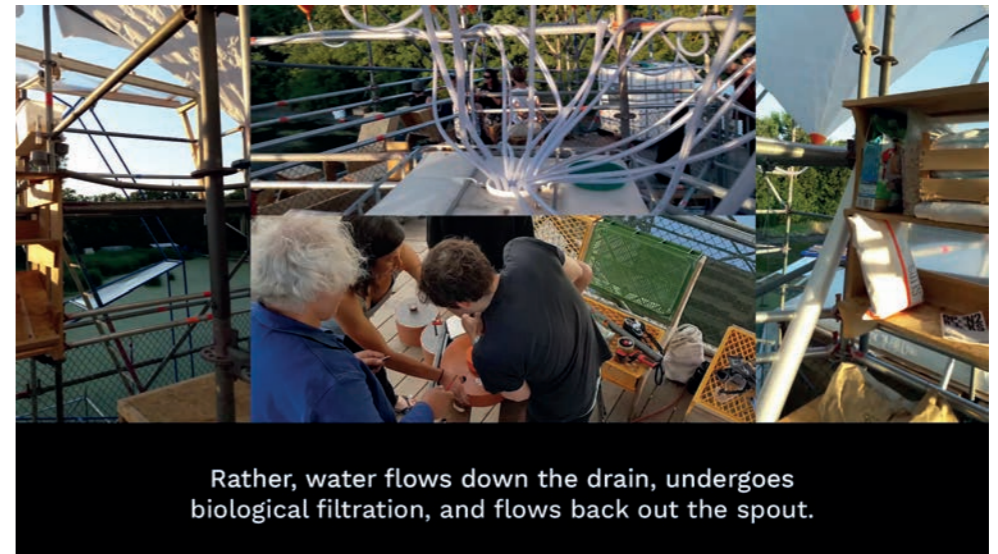 Rather, water flows down the drain, undergoes
biological filtration, and flows back out the spout.